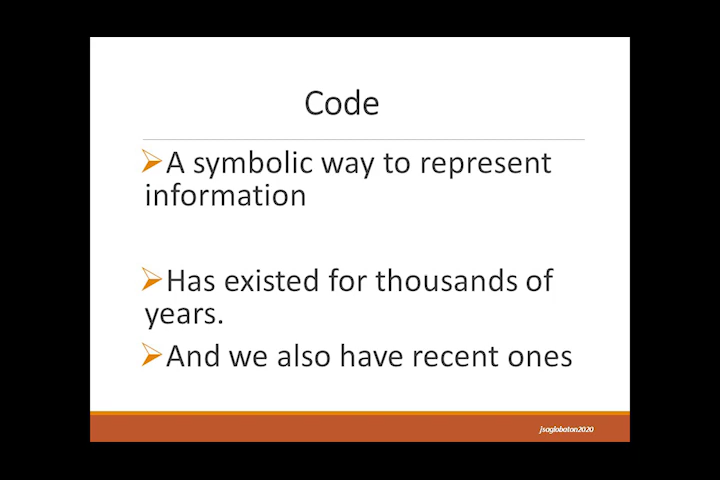 Code
A symbolic way to represent
information
Has existed for thousands of
years.
And we also have recent ones
jsaglobaton2020